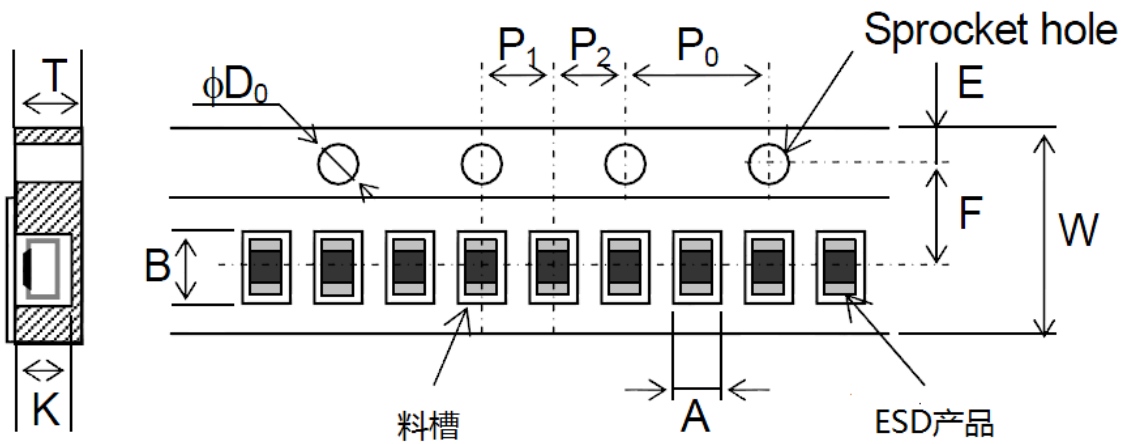 P₁ P₂ P₀ Sprocket hole
T ϕD₀ E
F
W
B
K 料槽 A ESD产品